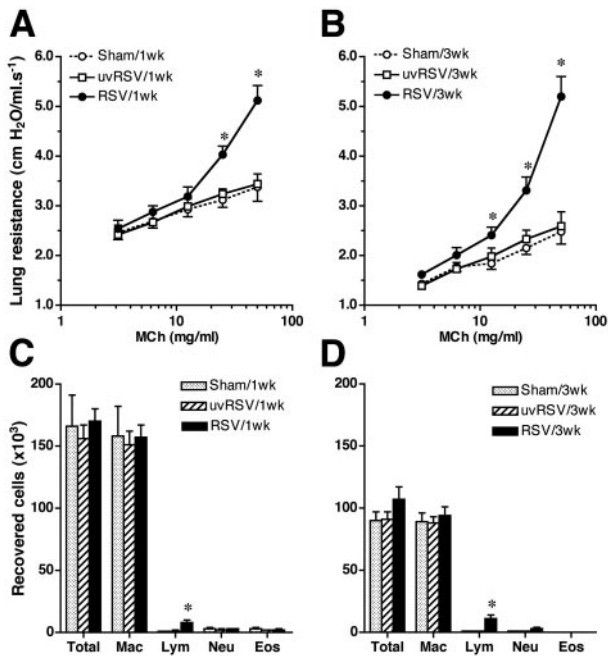 A
Sham/1wk
uvRSV/1wk
RSV/1wk
Lung resistance (cm H₂O/ml.s⁻¹)
6.0
5.0
4.0
3.0
2.0
1.0
*
*
1
10
100
MCh (mg/ml)
B
Sham/3wk
uvRSV/3wk
RSV/3wk
6.0
5.0
4.0
3.0
2.0
1.0
*
*
*
1
10
100
MCh (mg/ml)
C
Sham/1wk
uvRSV/1wk
RSV/1wk
Recovered cells (x10³)
200
150
100
50
0
*
Total Mac Lym Neu Eos
D
Sham/3wk
uvRSV/3wk
RSV/3wk
200
150
100
50
0
*
Total Mac Lym Neu Eos